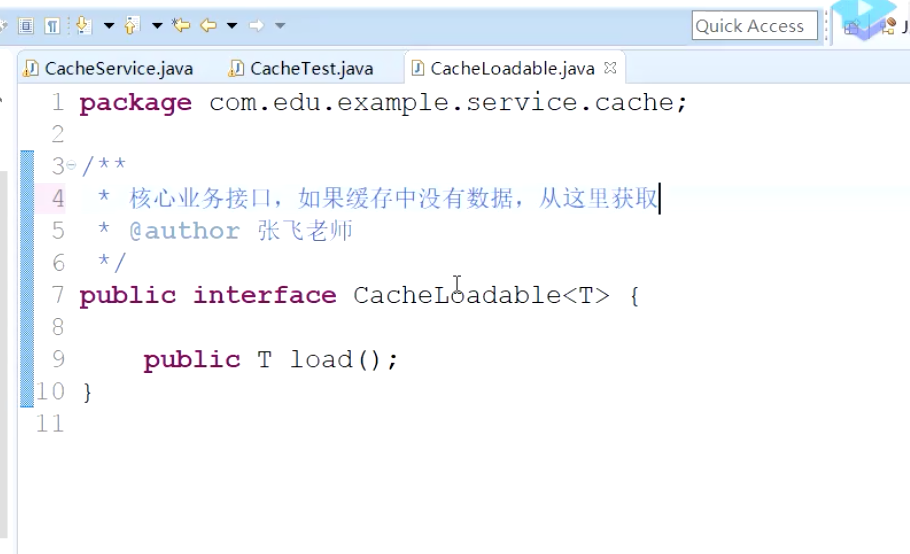 Quick Access
CacheService.java CacheTest.java CacheLoadable.java
1 package com.edu.example.service.cache;
2
3 /**
4 * 核心业务接口，如果缓存中没有数据，从这里获取
5 * @author 张飞老师
6 */
7 public interface CacheLoadable<T> {
8
9 public T load();
10 }
11